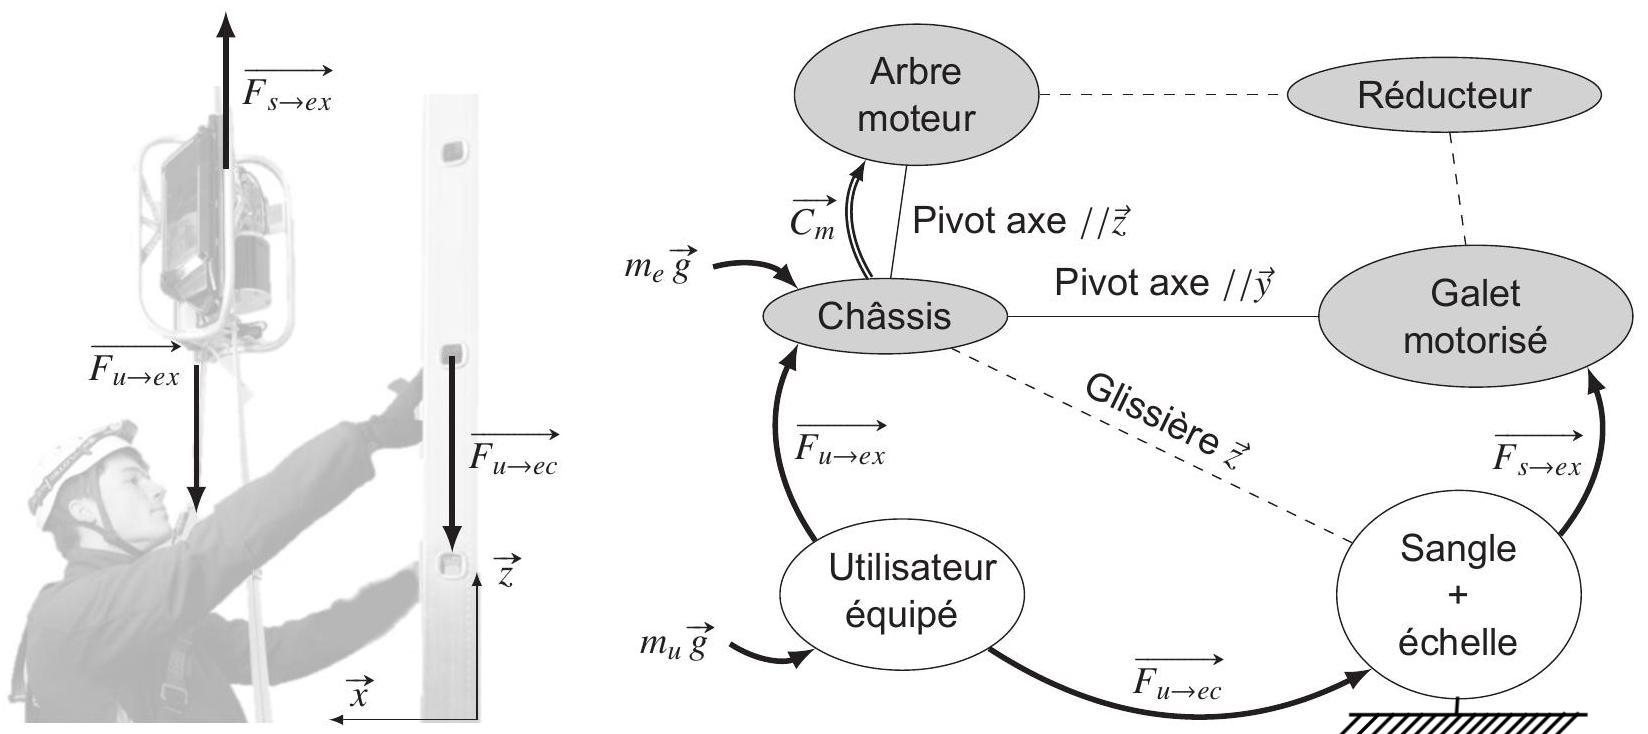 $\overrightarrow{F_{s \to ex}}$
$\overrightarrow{F_{u \to ex}}$
$\overrightarrow{F_{u \to ec}}$
$\vec{z}$
$\vec{x}$
Arbre
moteur
Réducteur
$\overrightarrow{C_m}$
Pivot axe //$\vec{z}$
$m_e \vec{g}$
Pivot axe //$\vec{y}$
Châssis
Galet
motorisé
Glissière $\vec{z}$
$\overrightarrow{F_{u \to ex}}$
$\overrightarrow{F_{s \to ex}}$
Utilisateur
équipé
Sangle
+
échelle
$m_u \vec{g}$
$\overrightarrow{F_{u \to ec}}$